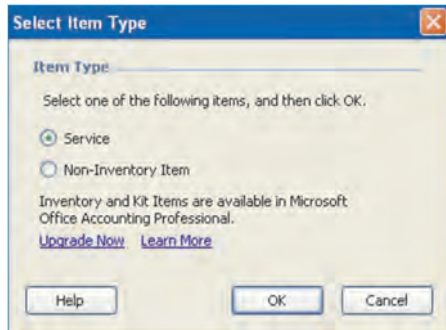 Select Item Type
Item Type
Select one of the following items, and then click OK.
Service
Non-Inventory Item
Inventory and Kit Items are available in Microsoft
Office Accounting Professional.
Upgrade Now Learn More
Help OK Cancel